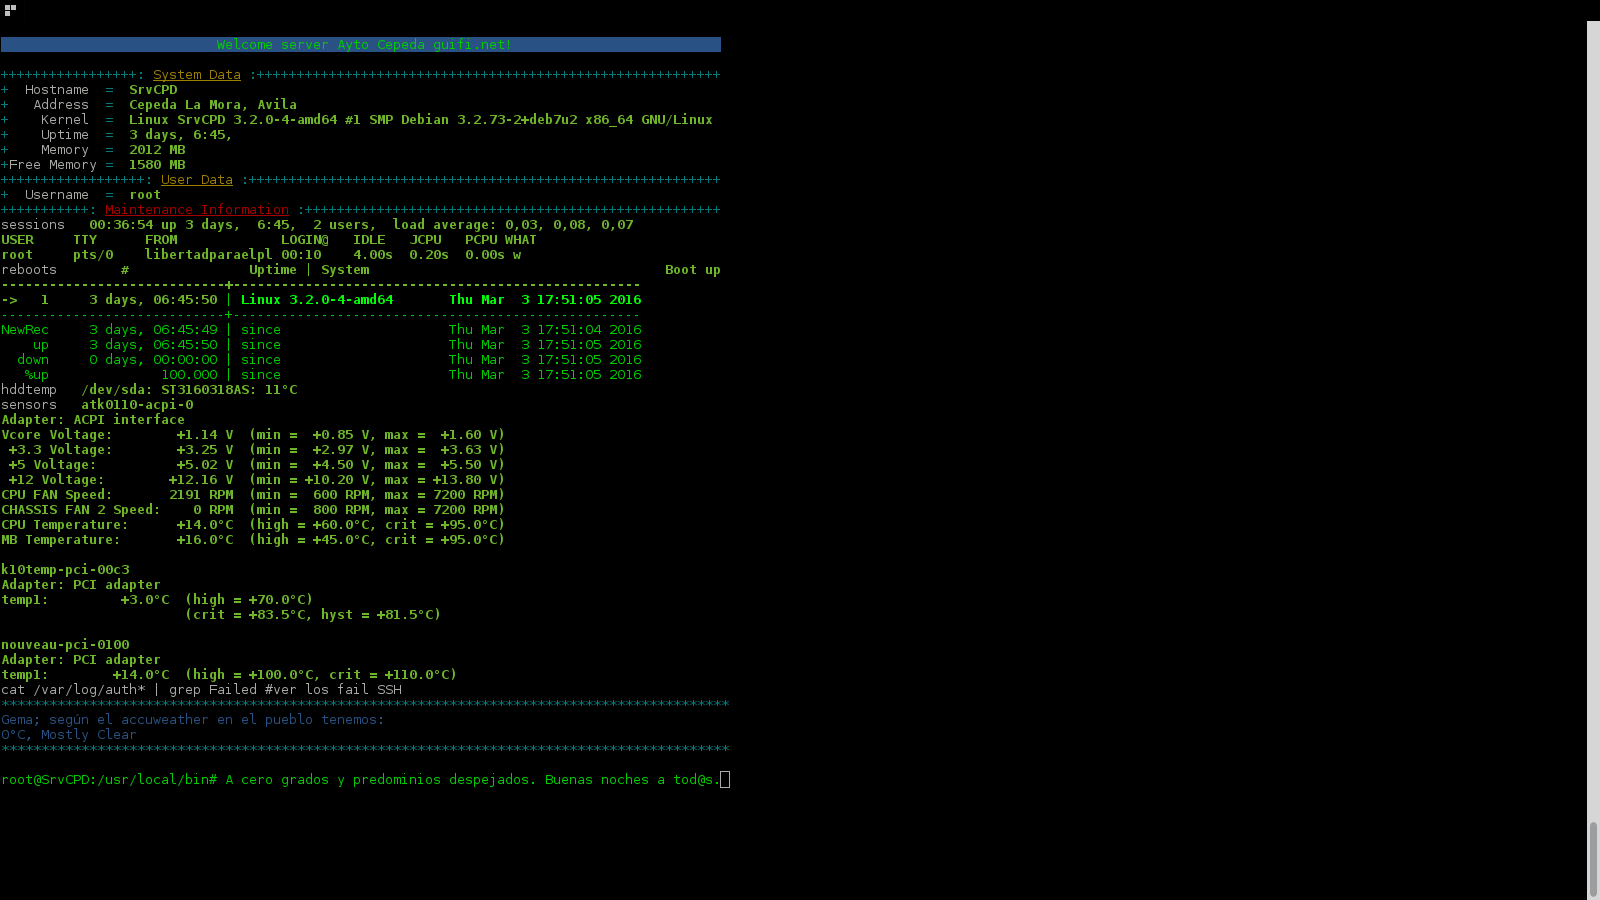 Welcome server Ayto Cepeda guifi.net!
+++++++++++++++++: System Data :++++++++++++++++++++++++++++++++++++++++++++++++++++++++++
+  Hostname  =  SrvCPD
+   Address  =  Cepeda La Mora, Avila
+    Kernel  =  Linux SrvCPD 3.2.0-4-amd64 #1 SMP Debian 3.2.73-2+deb7u2 x86_64 GNU/Linux
+    Uptime  =  3 days, 6:45,
+    Memory  =  2012 MB
+Free Memory =  1580 MB
++++++++++++++++++: User Data :+++++++++++++++++++++++++++++++++++++++++++++++++++++++++++
+  Username  =  root
+++++++++++: Maintenance Information :++++++++++++++++++++++++++++++++++++++++++++++++++++
sessions   00:36:54 up 3 days,  6:45,  2 users,  load average: 0,03, 0,08, 0,07
USER     TTY      FROM             LOGIN@   IDLE   JCPU   PCPU WHAT
root     pts/0    libertadparaelpl 00:10    4.00s  0.20s  0.00s w
reboots        #               Uptime | System                                     Boot up
----------------------------+---------------------------------------------------
->   1     3 days, 06:45:50 | Linux 3.2.0-4-amd64       Thu Mar  3 17:51:05 2016
----------------------------+---------------------------------------------------
NewRec     3 days, 06:45:49 | since                     Thu Mar  3 17:51:04 2016
    up     3 days, 06:45:50 | since                     Thu Mar  3 17:51:05 2016
  down     0 days, 00:00:00 | since                     Thu Mar  3 17:51:05 2016
   %up              100.000 | since                     Thu Mar  3 17:51:05 2016
hddtemp   /dev/sda: ST3160318AS: 11°C
sensors   atk0110-acpi-0
Adapter: ACPI interface
Vcore Voltage:        +1.14 V  (min =  +0.85 V, max =  +1.60 V)
 +3.3 Voltage:        +3.25 V  (min =  +2.97 V, max =  +3.63 V)
 +5 Voltage:          +5.02 V  (min =  +4.50 V, max =  +5.50 V)
 +12 Voltage:        +12.16 V  (min = +10.20 V, max = +13.80 V)
CPU FAN Speed:       2191 RPM  (min =  600 RPM, max = 7200 RPM)
CHASSIS FAN 2 Speed:    0 RPM  (min =  800 RPM, max = 7200 RPM)
CPU Temperature:      +14.0°C  (high = +60.0°C, crit = +95.0°C)
MB Temperature:       +16.0°C  (high = +45.0°C, crit = +95.0°C)
k10temp-pci-00c3
Adapter: PCI adapter
temp1:         +3.0°C  (high = +70.0°C)
                       (crit = +83.5°C, hyst = +81.5°C)
nouveau-pci-0100
Adapter: PCI adapter
temp1:        +14.0°C  (high = +100.0°C, crit = +110.0°C)
cat /var/log/auth* | grep Failed #ver los fail SSH
*******************************************************************************************
Gema; según el accuweather en el pueblo tenemos:
0°C, Mostly Clear
*******************************************************************************************
root@SrvCPD:/usr/local/bin# A cero grados y predominios despejados. Buenas noches a tod@s.